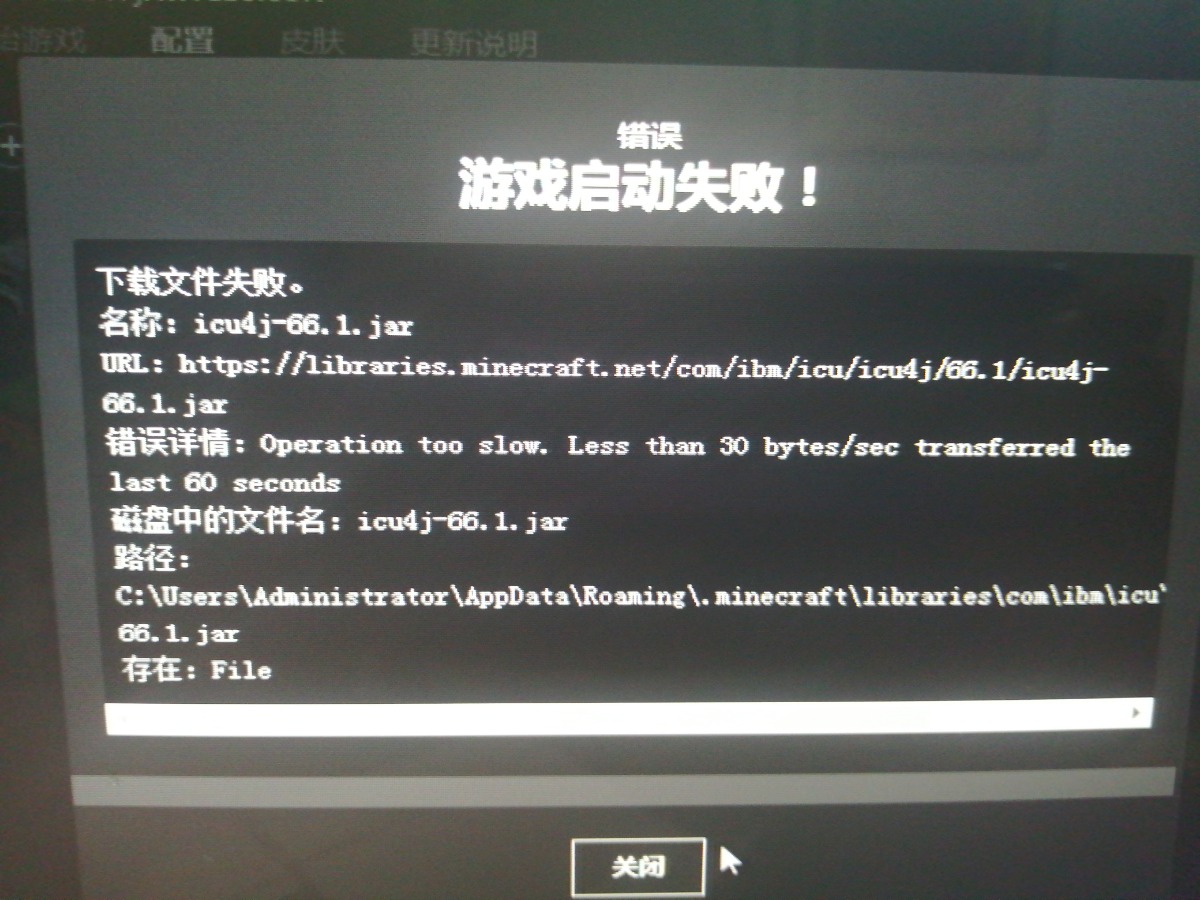 配置
皮肤
更新说明
错误
游戏启动失败！
下载文件失败。
名称: icu4j-66.1.jar
URL: https://libraries.minecraft.net/com/ibm/icu/icu4j/66.1/icu4j-
66.1.jar
错误详情: Operation too slow. Less than 30 bytes/sec transferred the
last 60 seconds
磁盘中的文件名: icu4j-66.1.jar
路径:
C:\Users\Administrator\AppData\Roaming\.minecraft\libraries\com\ibm\icu\
66.1.jar
存在: File
关闭